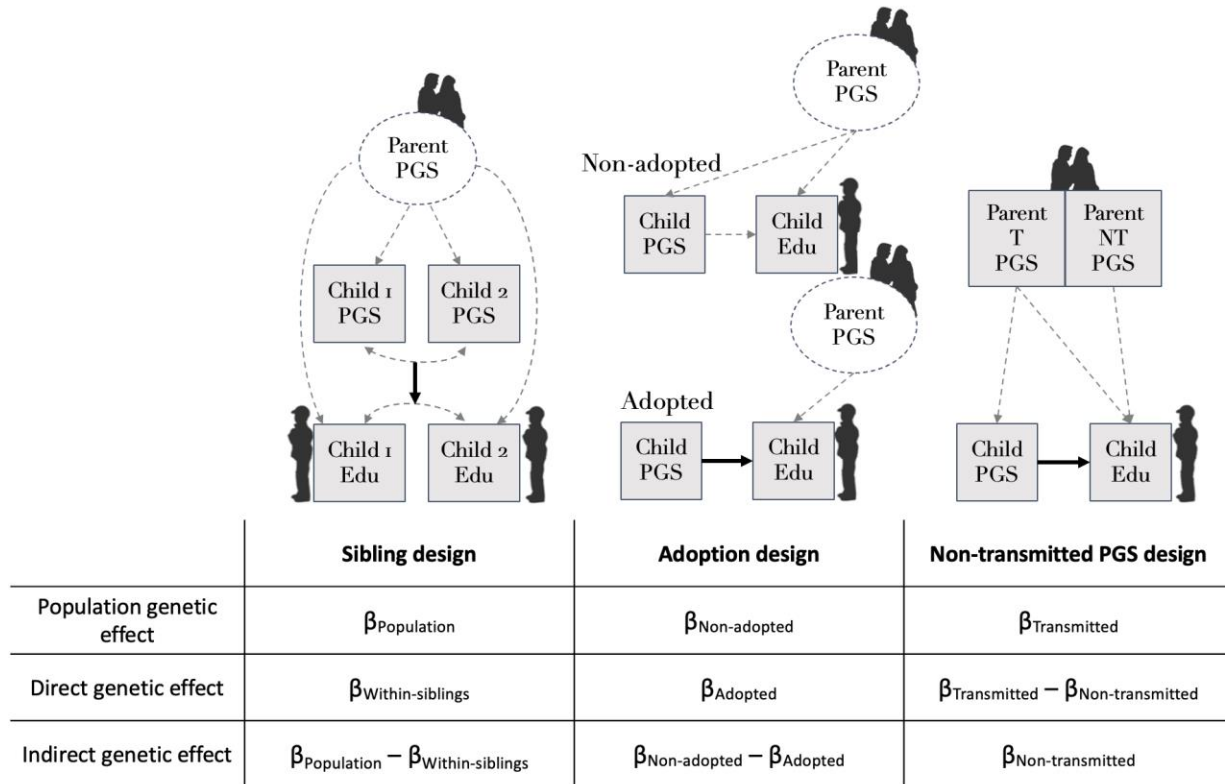 Parent
PGS
Child 1
PGS
Child 2
PGS
Child 1
Edu
Child 2
Edu
Parent
PGS
Non-adopted
Child
PGS
Child
Edu
Parent
PGS
Adopted
Child
PGS
Child
Edu
Parent
T
PGS
Parent
NT
PGS
Child
PGS
Child
Edu
Sibling design
Adoption design
Non-transmitted PGS design
Population genetic
effect
βPopulation
βNon-adopted
βTransmitted
Direct genetic effect
βWithin-siblings
βAdopted
βTransmitted – βNon-transmitted
Indirect genetic effect
βPopulation – βWithin-siblings
βNon-adopted – βAdopted
βNon-transmitted